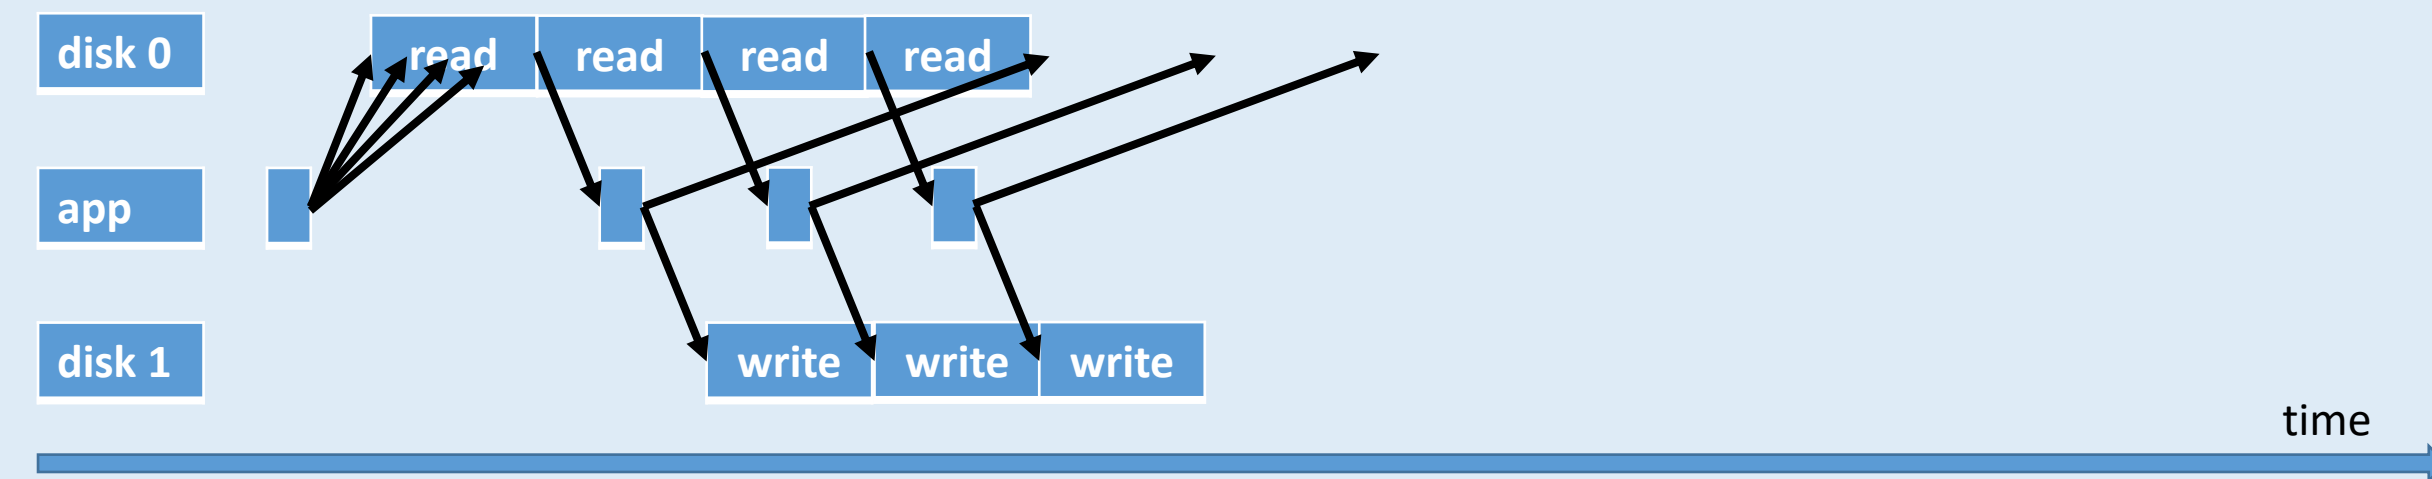 disk 0
read read read read
app
disk 1
write write write
time